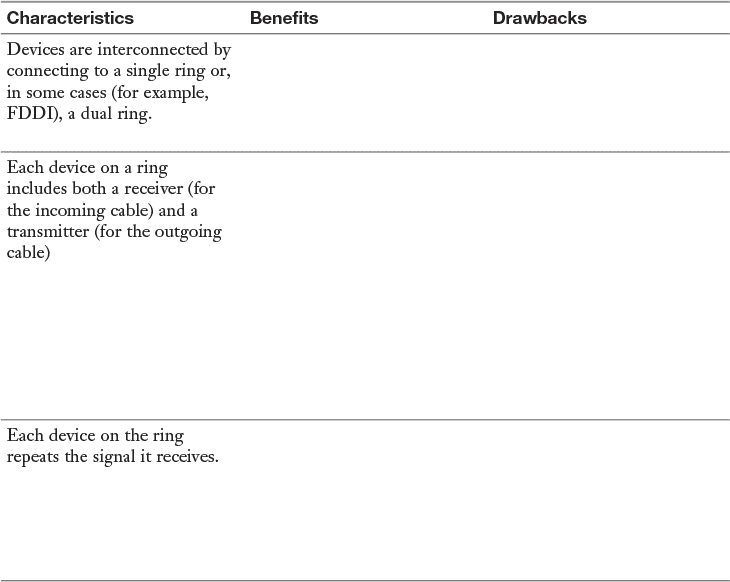 Characteristics Benefits Drawbacks
Devices are interconnected by
connecting to a single ring or,
in some cases (for example,
FDDI), a dual ring.
Each device on a ring
includes both a receiver (for
the incoming cable) and a
transmitter (for the outgoing
cable)
Each device on the ring
repeats the signal it receives.